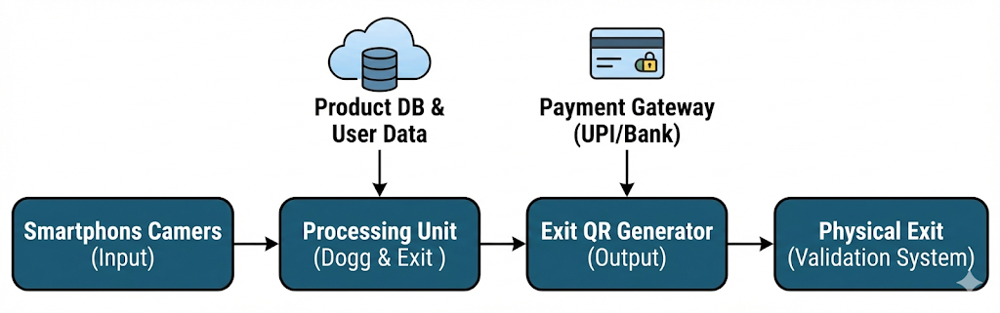 Product DB &
User Data
Payment Gateway
(UPI/Bank)
Smartphons Camers
(Input)
Processing Unit
(Dogg & Exit )
Exit QR Generator
(Output)
Physical Exit
(Validation System)